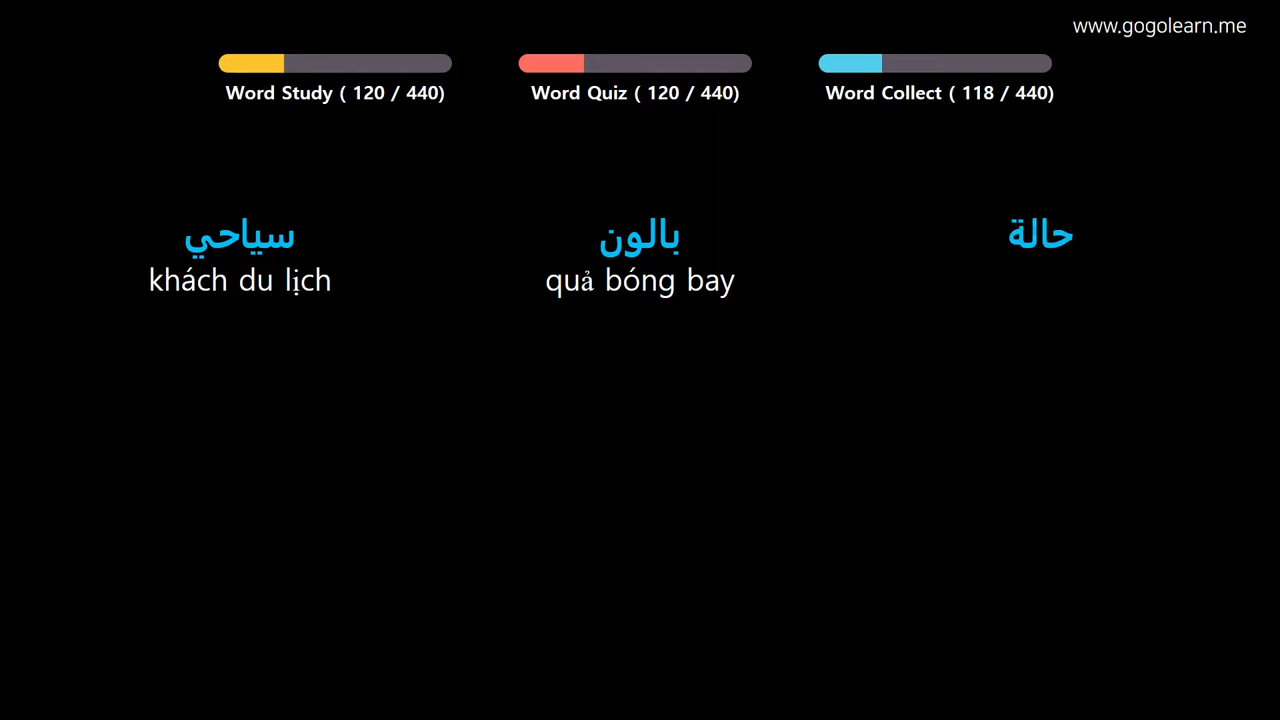 www.gogolearn.me
Word Study ( 120 / 440)
Word Quiz ( 120 / 440)
Word Collect ( 118 / 440)
سياحي
khách du lịch
بالون
quả bóng bay
حالة